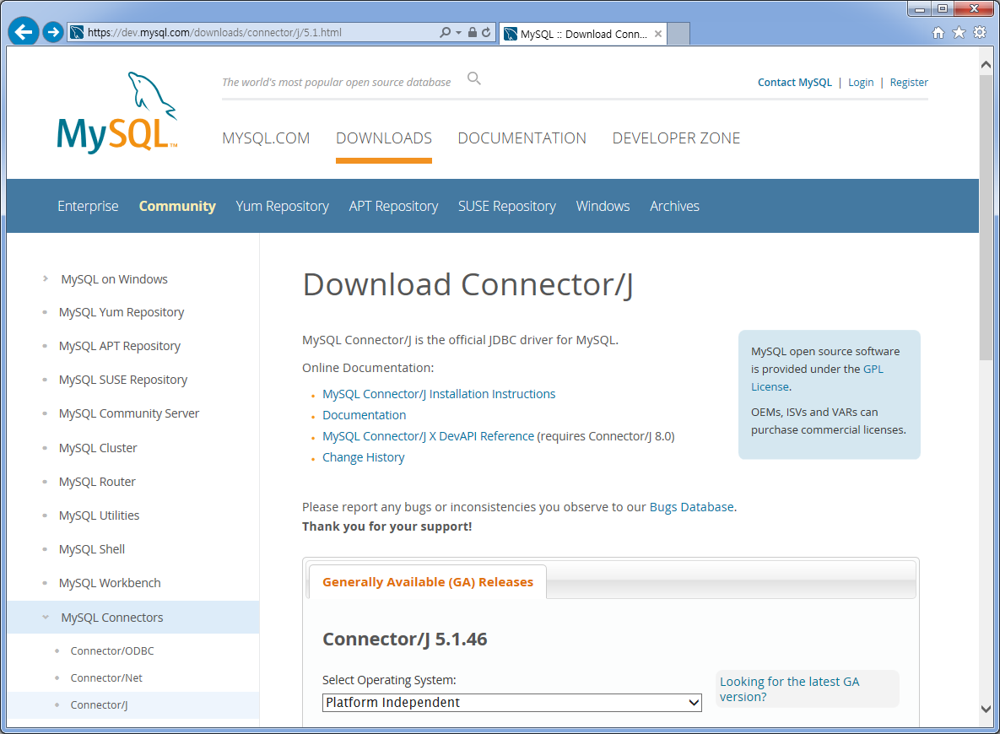 https://dev.mysql.com/downloads/connector/j/5.1.html
MySQL :: Download Conn...
MySQL™
The world's most popular open source database
Contact MySQL | Login | Register
MYSQL.COM DOWNLOADS DOCUMENTATION DEVELOPER ZONE
Enterprise Community Yum Repository APT Repository SUSE Repository Windows Archives
MySQL on Windows
MySQL Yum Repository
MySQL APT Repository
MySQL SUSE Repository
MySQL Community Server
MySQL Cluster
MySQL Router
MySQL Utilities
MySQL Shell
MySQL Workbench
MySQL Connectors
Connector/ODBC
Connector/Net
Connector/J
Download Connector/J
MySQL Connector/J is the official JDBC driver for MySQL.
Online Documentation:
MySQL Connector/J Installation Instructions
Documentation
MySQL Connector/J X DevAPI Reference (requires Connector/J 8.0)
Change History
MySQL open source software
is provided under the GPL
License.
OEMs, ISVs and VARs can
purchase commercial licenses.
Please report any bugs or inconsistencies you observe to our Bugs Database.
Thank you for your support!
Generally Available (GA) Releases
Connector/J 5.1.46
Select Operating System:
Platform Independent
Looking for the latest GA
version?